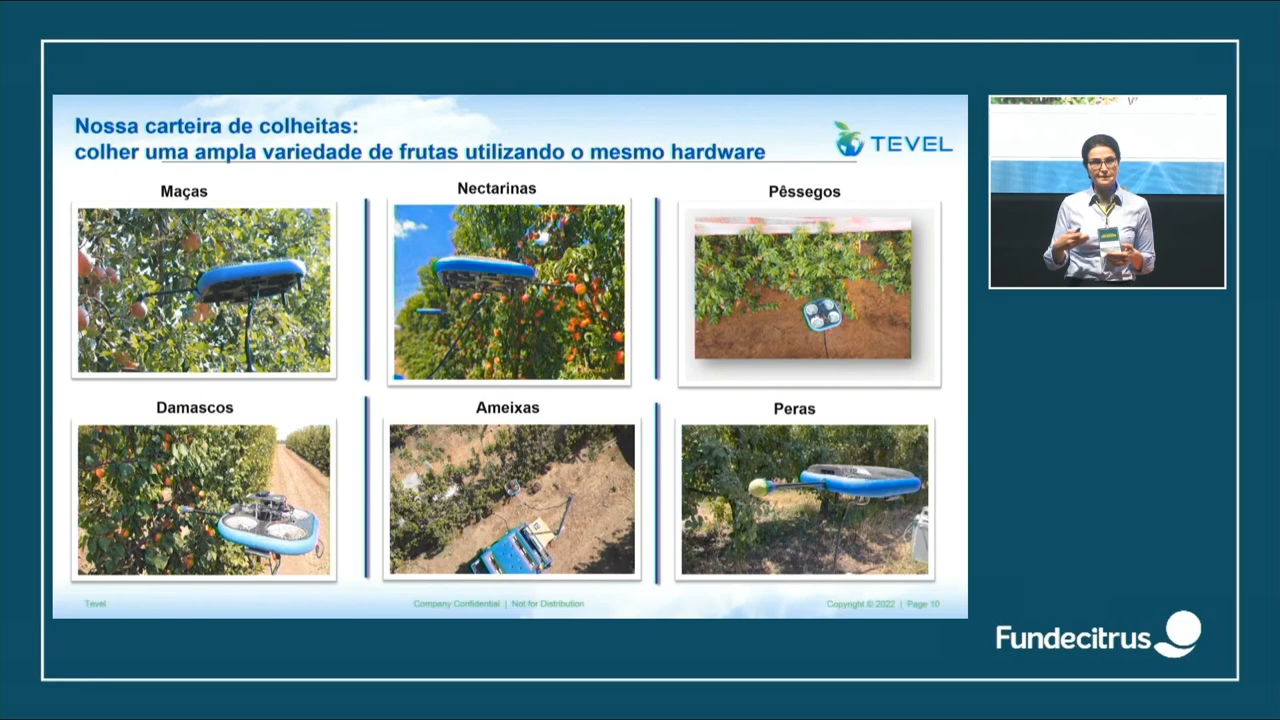 Nossa carteira de colheitas:
colher uma ampla variedade de frutas utilizando o mesmo hardware
TEVEL
Maças
Nectarinas
Pêssegos
Damascos
Ameixas
Peras
Tevel
Company Confidential | Not for Distribution
Copyright © 2022 | Page 10
Fundecitrus